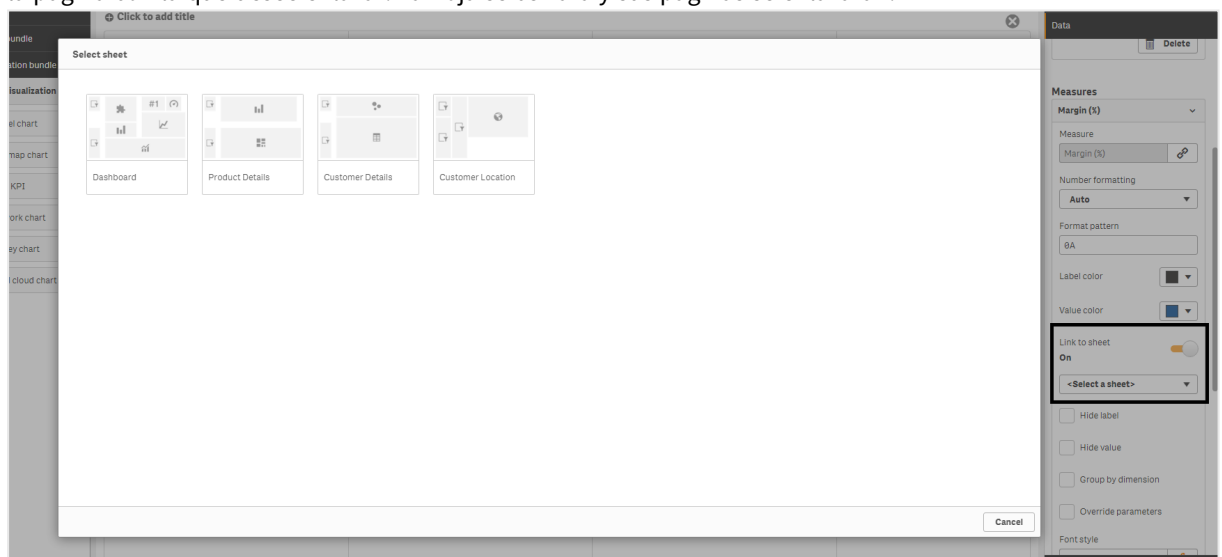 Click to add title
Data
bundle
Delete
ation bundle
Select sheet
isualization
Measures
Margin (%)
el chart
Measure
#1
Margin (%)
map chart
Dashboard
Product Details
Customer Details
Customer Location
KPI
Number formatting
Auto
ork chart
Format pattern
0A
ey chart
Label color
cloud chart
Value color
Link to sheet
On
<Select a sheet>
Hide label
Hide value
Group by dimension
Override parameters
Cancel
Font style